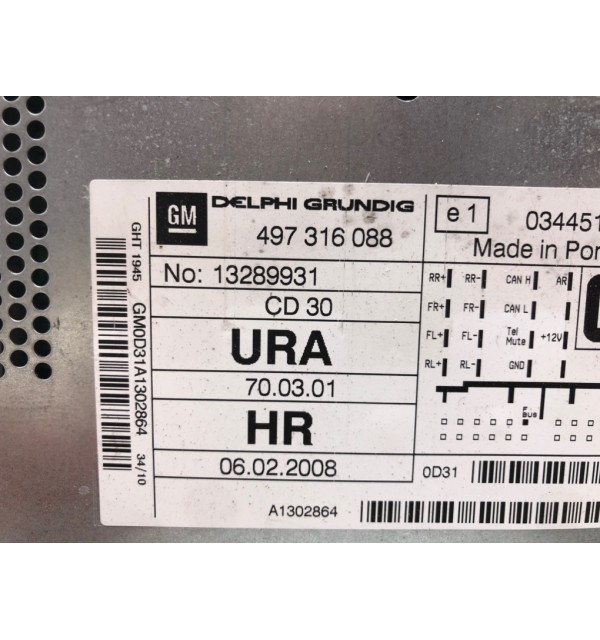 GM
DELPHI GRUNDIG
497 316 088
No: 13289931
CD 30
URA
70.03.01
HR
06.02.2008
A1302864
GHT 1945
GM0D31A1302864
34/10
e 1
034451
Made in Por
RR+ RR- CAN H AR
FR+ FR- CAN L
FL+ FL- Tel Mute +12V
RL+ RL- GND
F BUS
0D31